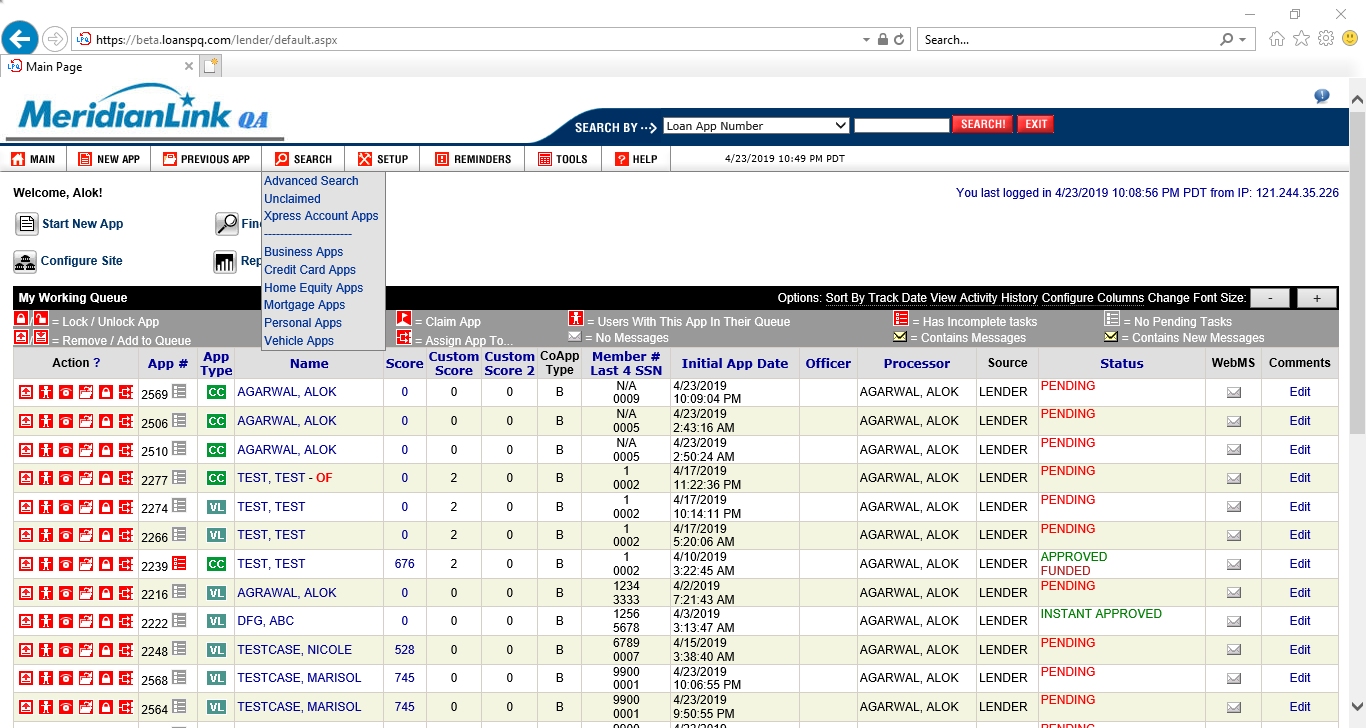 https://beta.loanspq.com/lender/default.aspx
Search...
Main Page
MeridianLink QA
SEARCH BY ··> Loan App Number SEARCH! EXIT
MAIN NEW APP PREVIOUS APP SEARCH SETUP REMINDERS TOOLS HELP 4/23/2019 10:49 PM PDT
Advanced Search
Unclaimed
Xpress Account Apps
----------------------
Business Apps
Credit Card Apps
Home Equity Apps
Mortgage Apps
Personal Apps
Vehicle Apps
Welcome, Alok!
You last logged in 4/23/2019 10:08:56 PM PDT from IP: 121.244.35.226
Start New App
Configure Site
My Working Queue Options: Sort By Track Date View Activity History Configure Columns Change Font Size: - +
/ = Lock / Unlock App = Claim App = Users With This App In Their Queue = Has Incomplete tasks = No Pending Tasks
/ = Remove / Add to Queue = Assign App To... = No Messages = Contains Messages = Contains New Messages
Action ? App # App Type Name Score Custom Score Custom Score 2 CoApp Type Member # Last 4 SSN Initial App Date Officer Processor Source Status WebMS Comments
2569 CC AGARWAL, ALOK 0 0 0 B N/A 0009 4/23/2019 10:09:04 PM AGARWAL, ALOK LENDER PENDING Edit
2506 CC AGARWAL, ALOK 0 0 0 B N/A 0005 4/23/2019 2:43:16 AM AGARWAL, ALOK LENDER PENDING Edit
2510 CC AGARWAL, ALOK 0 0 0 B N/A 0005 4/23/2019 2:50:24 AM AGARWAL, ALOK LENDER PENDING Edit
2277 CC TEST, TEST - OF 0 2 0 B 1 0002 4/17/2019 11:22:36 PM AGARWAL, ALOK LENDER PENDING Edit
2274 VL TEST, TEST 0 2 0 B 1 0002 4/17/2019 10:14:11 PM AGARWAL, ALOK LENDER PENDING Edit
2266 VL TEST, TEST 0 2 0 B 1 0002 4/17/2019 5:20:06 AM AGARWAL, ALOK LENDER PENDING Edit
2239 CC TEST, TEST 676 2 0 B 1 0002 4/10/2019 3:22:45 AM AGARWAL, ALOK LENDER APPROVED FUNDED Edit
2216 VL AGRAWAL, ALOK 0 0 0 B 1234 3333 4/2/2019 7:21:43 AM AGARWAL, ALOK LENDER PENDING Edit
2222 VL DFG, ABC 0 0 0 B 1256 5678 4/3/2019 3:13:47 AM AGARWAL, ALOK LENDER INSTANT APPROVED Edit
2248 VL TESTCASE, NICOLE 528 0 0 B 6789 0007 4/15/2019 3:38:40 AM AGARWAL, ALOK LENDER PENDING Edit
2568 VL TESTCASE, MARISOL 745 0 0 B 9900 0001 4/23/2019 10:06:55 PM AGARWAL, ALOK LENDER PENDING Edit
2564 VL TESTCASE, MARISOL 745 0 0 B 9900 0001 4/23/2019 9:50:55 PM AGARWAL, ALOK LENDER PENDING Edit